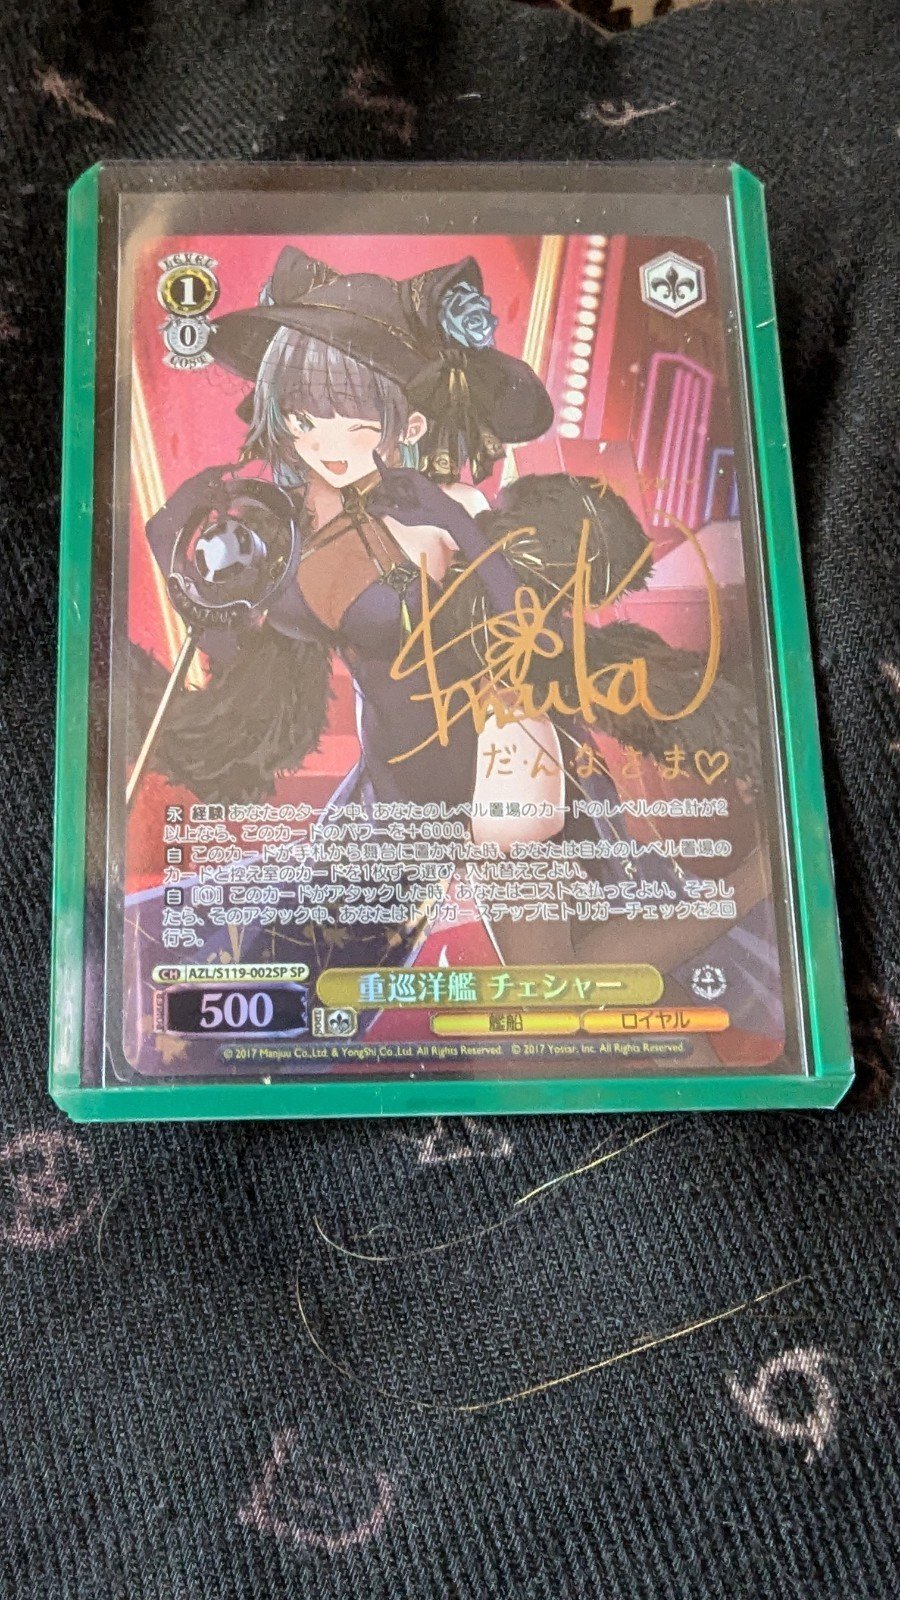 LEVEL
1
0
COST
だ・ん・な・さ・ま♡
永 経験 あなたのターン中、あなたのレベル置場のカードのレベルの合計が2
以上なら、このカードのパワーを+6000。
自 このカードが手札から舞台に置かれた時、あなたは自分のレベル置場の
カードと控え室のカードを1枚ずつ選び、入れ替えてよい。
自 [(1)] このカードがアタックした時、あなたはコストを払ってよい。そうし
たら、そのアタック中、あなたはトリガーステップにトリガーチェックを2回
行う。
CH AZL/S119-002SP SP
重巡洋艦 チェシャー
500
艦船 ロイヤル
© 2017 Manjuu Co.,Ltd. & YongShi Co.,Ltd. All Rights Reserved. © 2017 Yostar, Inc. All Rights Reserved.